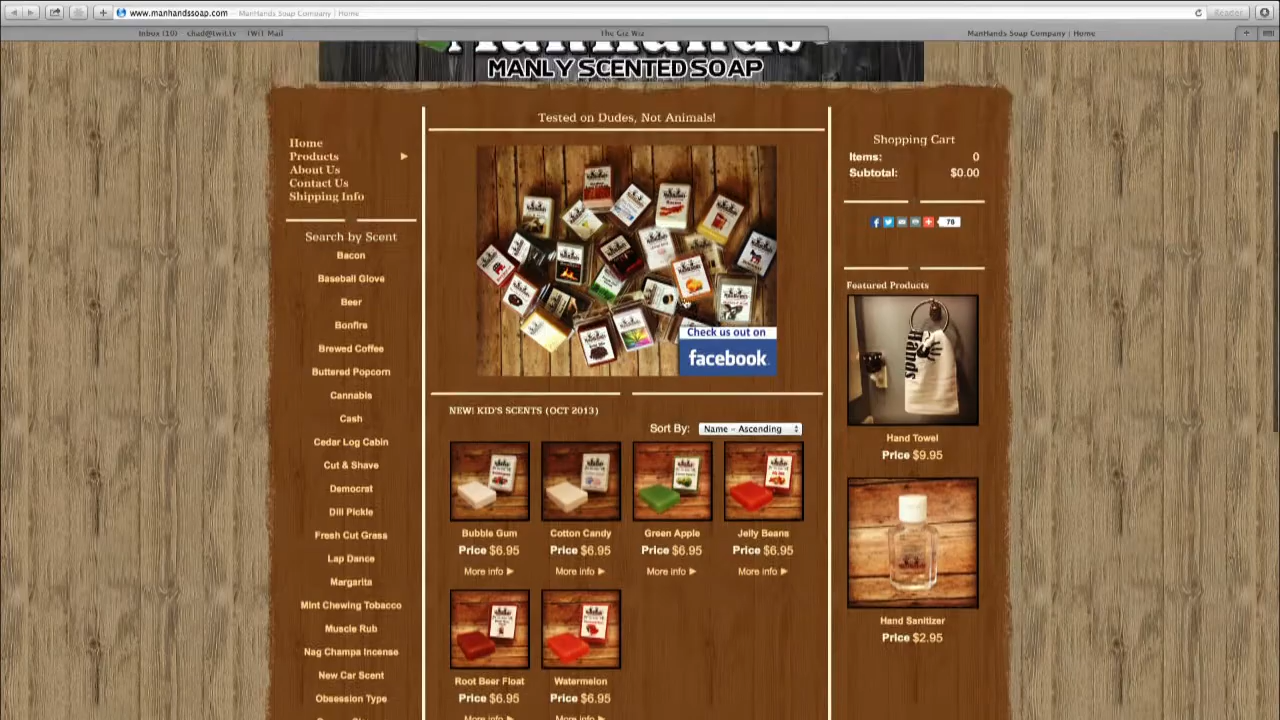 www.manhandssoap.com — ManHands Soap Company | Home
Reader
Inbox (10) chad@twit.tv TWiT Mail
The Giz Wiz
ManHands Soap Company | Home
ManHands
MANLY SCENTED SOAP
Tested on Dudes, Not Animals!
Home
Products
About Us
Contact Us
Shipping Info
Search by Scent
Bacon
Baseball Glove
Beer
Bonfire
Brewed Coffee
Buttered Popcorn
Cannabis
Cash
Cedar Log Cabin
Cut & Shave
Democrat
Dill Pickle
Fresh Cut Grass
Lap Dance
Margarita
Mint Chewing Tobacco
Muscle Rub
Nag Champa Incense
New Car Scent
Obsession Type
Check us out on
facebook
NEW! KID'S SCENTS (OCT 2013)
Sort By: Name – Ascending
Bubble Gum
Price $6.95
More info
Cotton Candy
Price $6.95
More info
Green Apple
Price $6.95
More info
Jelly Beans
Price $6.95
More info
Root Beer Float
Price $6.95
More info
Watermelon
Price $6.95
More info
Shopping Cart
Items: 0
Subtotal: $0.00
78
Featured Products
Hands
Hand Towel
Price $9.95
Hand Sanitizer
Price $2.95